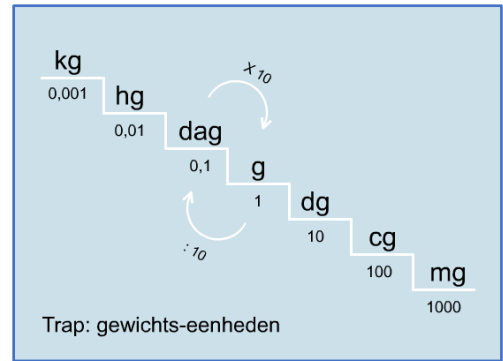 kg
0,001
hg
0,01
dag
0,1
g
1
dg
10
cg
100
mg
1000
X 10
: 10
Trap: gewichts-eenheden